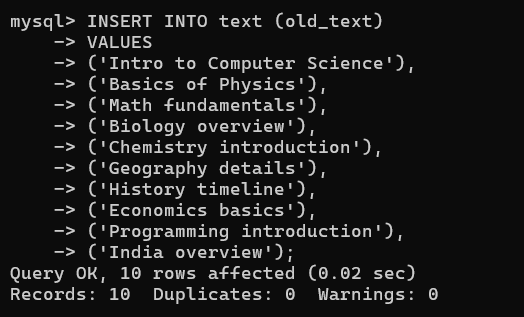 mysql> INSERT INTO text (old_text)
    -> VALUES
    -> ('Intro to Computer Science'),
    -> ('Basics of Physics'),
    -> ('Math fundamentals'),
    -> ('Biology overview'),
    -> ('Chemistry introduction'),
    -> ('Geography details'),
    -> ('History timeline'),
    -> ('Economics basics'),
    -> ('Programming introduction'),
    -> ('India overview');
Query OK, 10 rows affected (0.02 sec)
Records: 10  Duplicates: 0  Warnings: 0